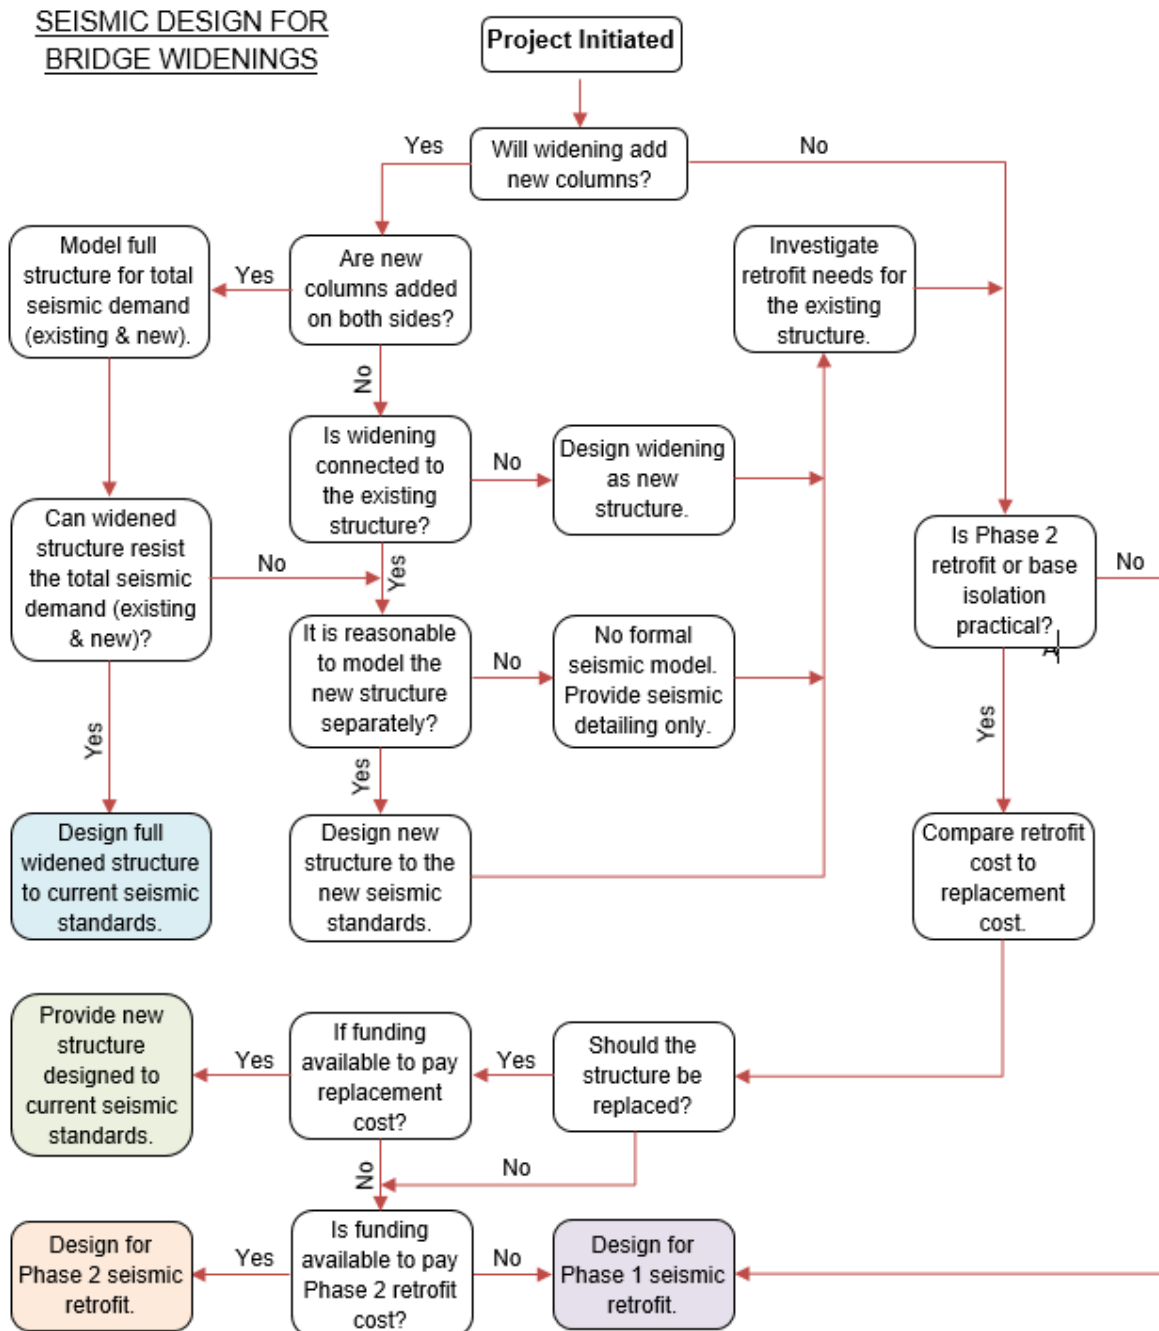 SEISMIC DESIGN FOR
BRIDGE WIDENINGS
Project Initiated
Yes
Will widening add
new columns?
No
Model full
structure for total
seismic demand
(existing & new).
Yes
Are new
columns added
on both sides?
Investigate
retrofit needs for
the existing
structure.
No
Is widening
connected to
the existing
structure?
No
Design widening
as new
structure.
Can widened
structure resist
the total seismic
demand (existing
& new)?
No
Yes
Is Phase 2
retrofit or base
isolation
practical?
No
It is reasonable
to model the
new structure
separately?
No
No formal
seismic model.
Provide seismic
detailing only.
Yes
Yes
Yes
Design full
widened structure
to current seismic
standards.
Design new
structure to the
new seismic
standards.
Compare retrofit
cost to
replacement
cost.
Provide new
structure
designed to
current seismic
standards.
Yes
If funding
available to pay
replacement
cost?
Yes
Should the
structure be
replaced?
No
No
Design for
Phase 2 seismic
retrofit.
Yes
Is funding
available to pay
Phase 2 retrofit
cost?
No
Design for
Phase 1 seismic
retrofit.